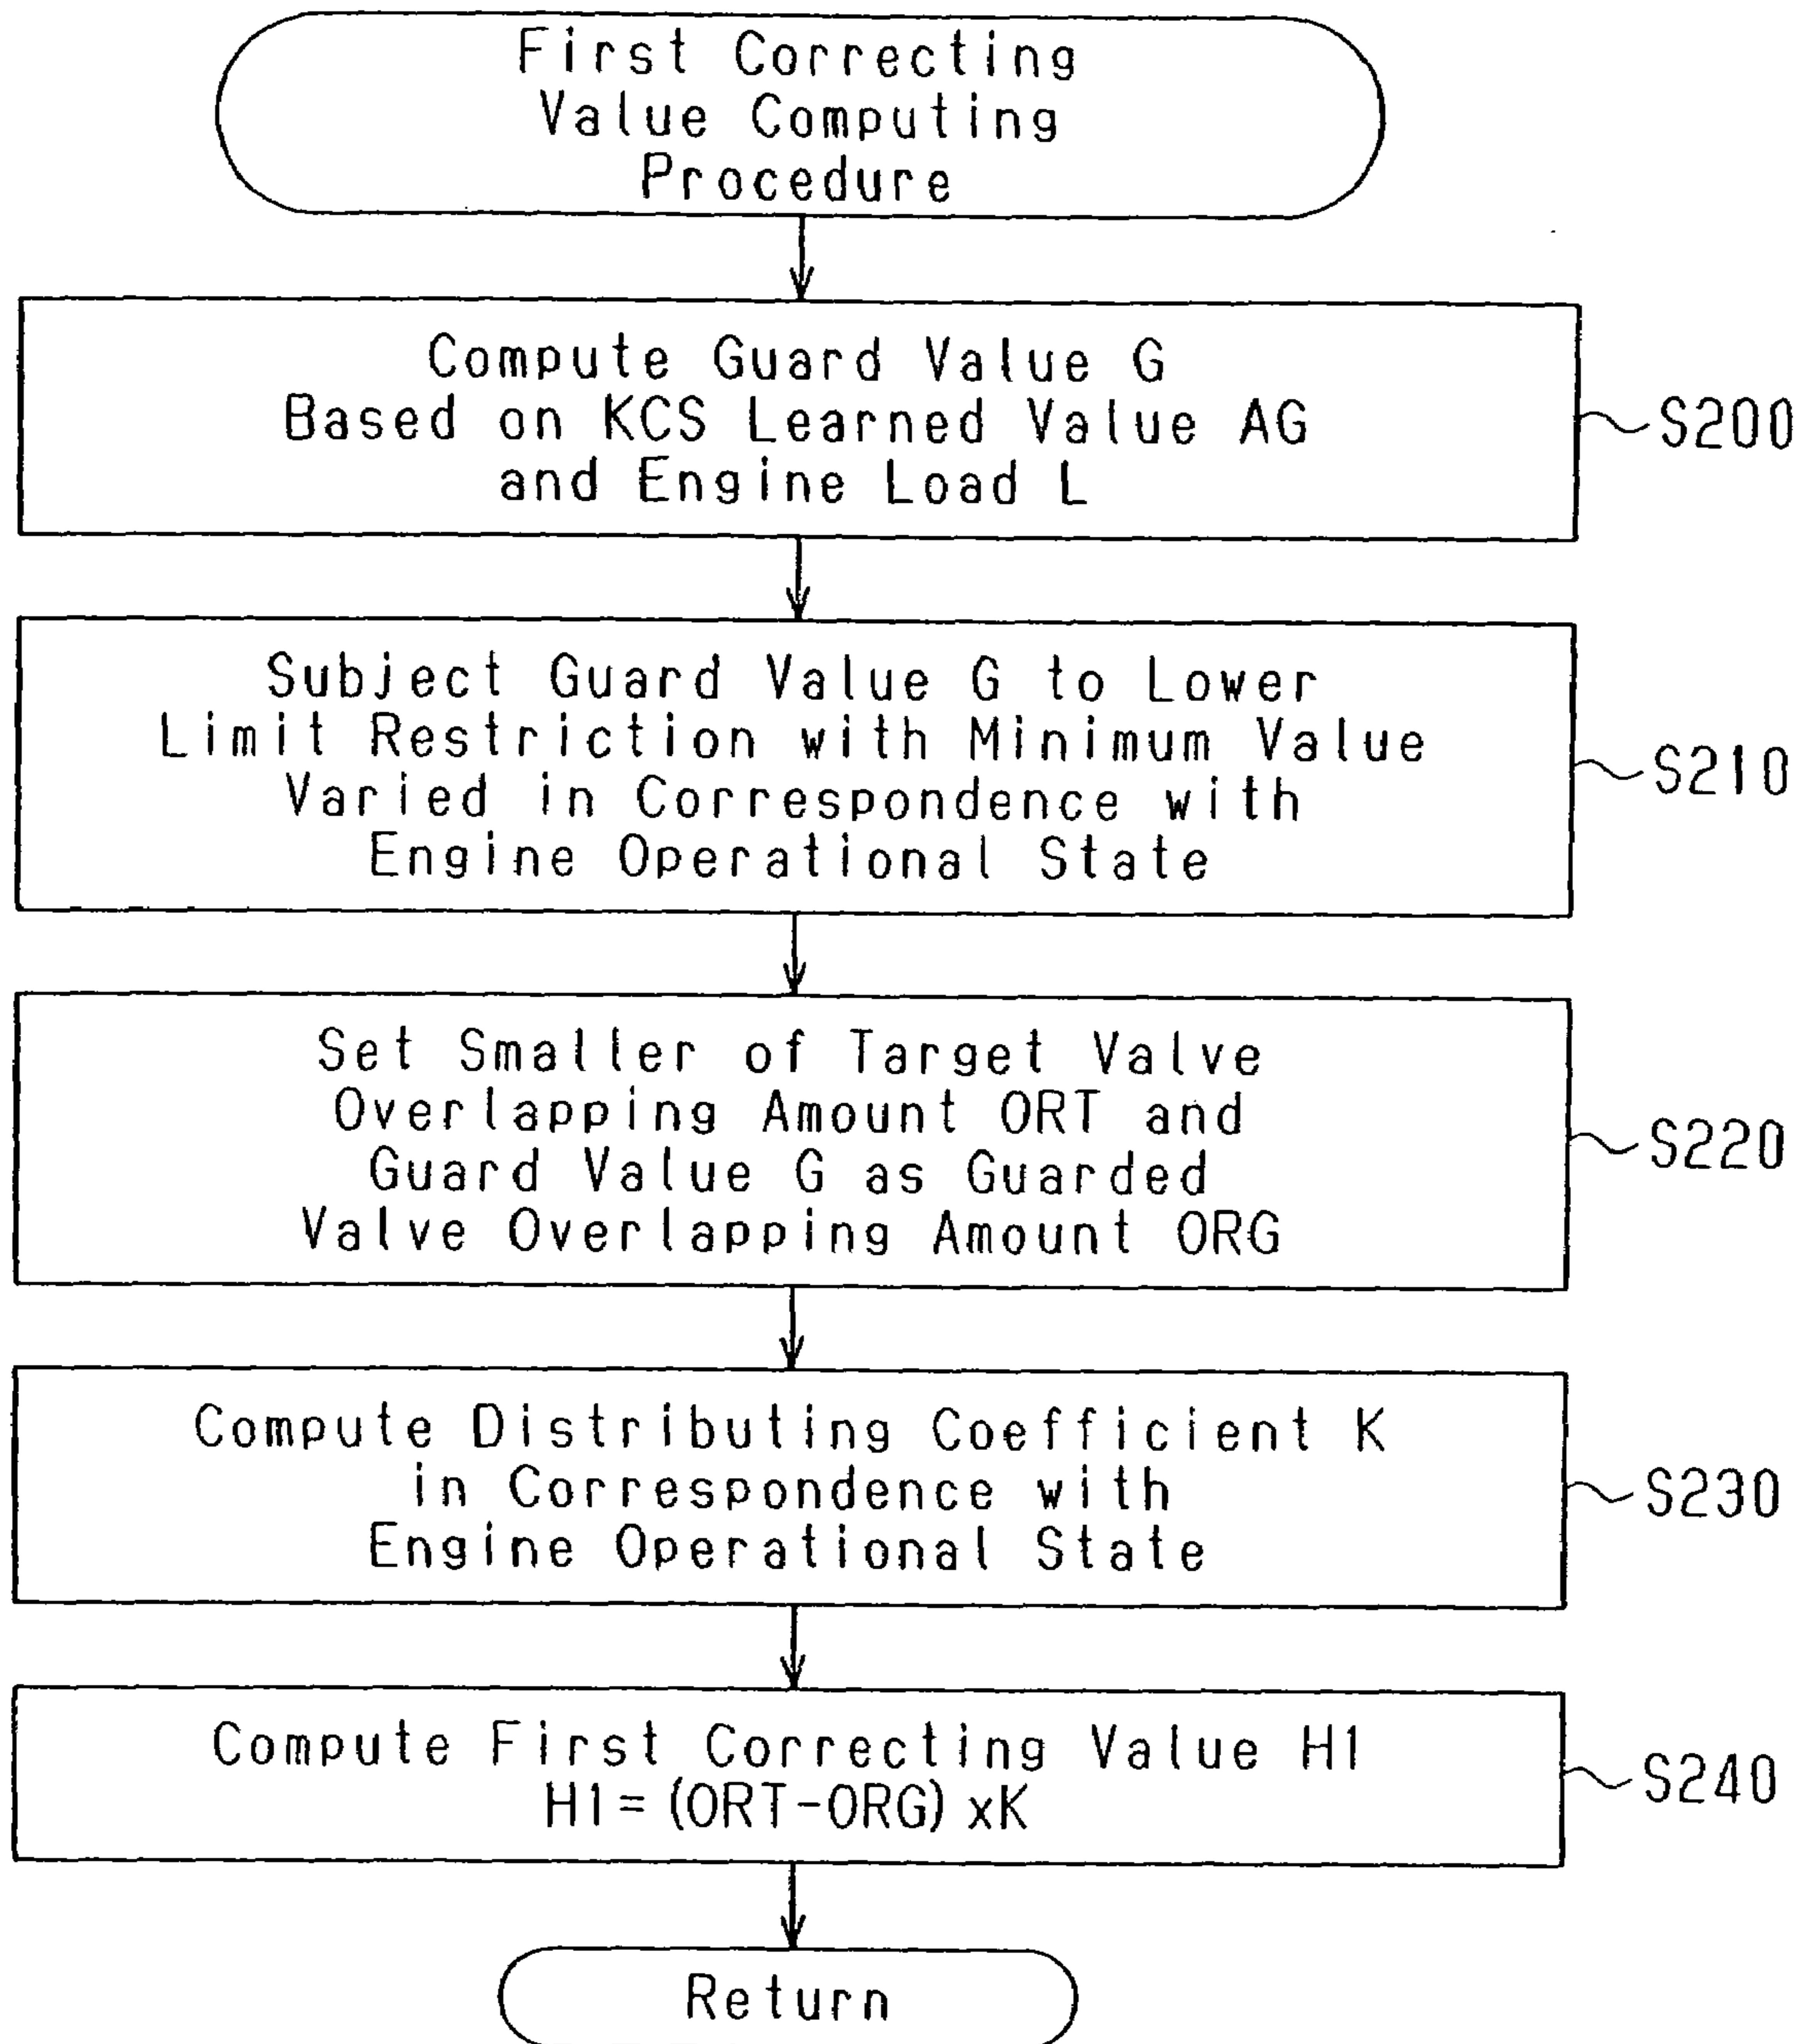 First Correcting
Value Computing
Procedure
Compute Guard Value G
Based on KCS Learned Value AG
and Engine Load L
S200
Subject Guard Value G to Lower
Limit Restriction with Minimum Value
Varied in Correspondence with
Engine Operational State
S210
Set Smaller of Target Valve
Overlapping Amount ORT and
Guard Value G as Guarded
Valve Overlapping Amount ORG
S220
Compute Distributing Coefficient K
in Correspondence with
Engine Operational State
S230
Compute First Correcting Value H1
H1= (ORT-ORG) xK
S240
Return